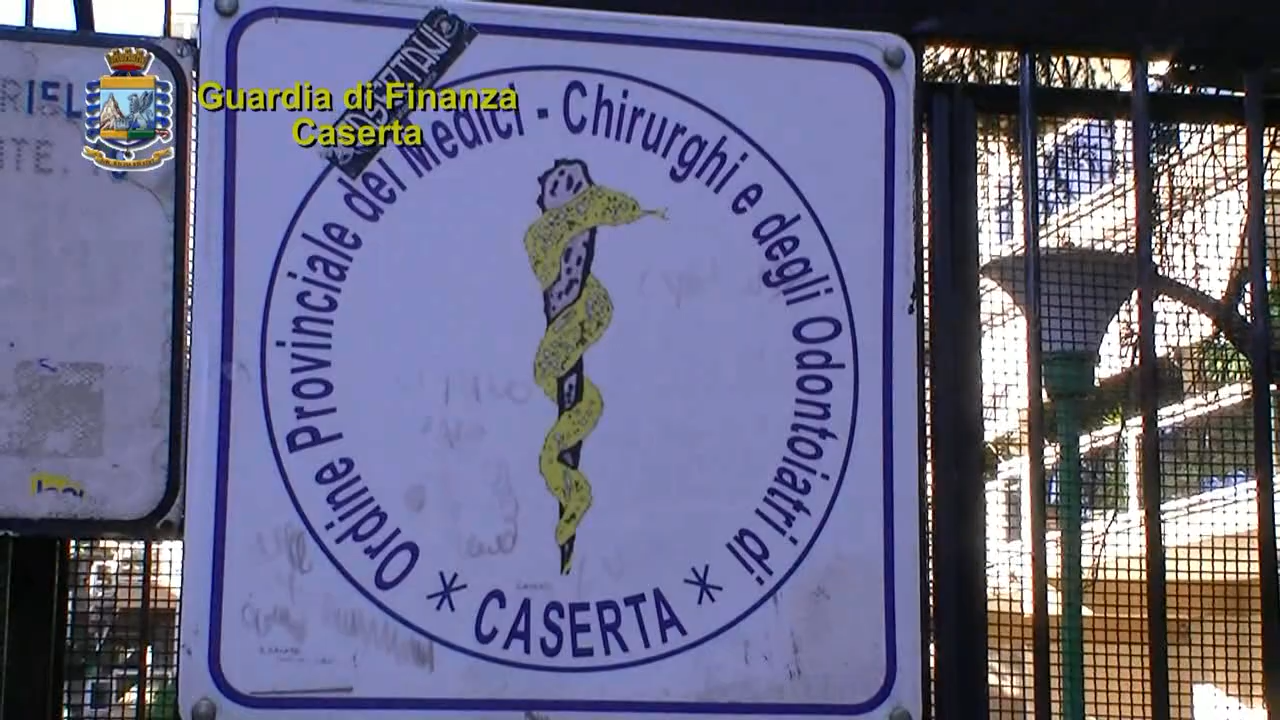 Guardia di Finanza
Caserta
Ordine Provinciale dei Medici - Chirurghi e degli Odontoiatri di
* CASERTA *